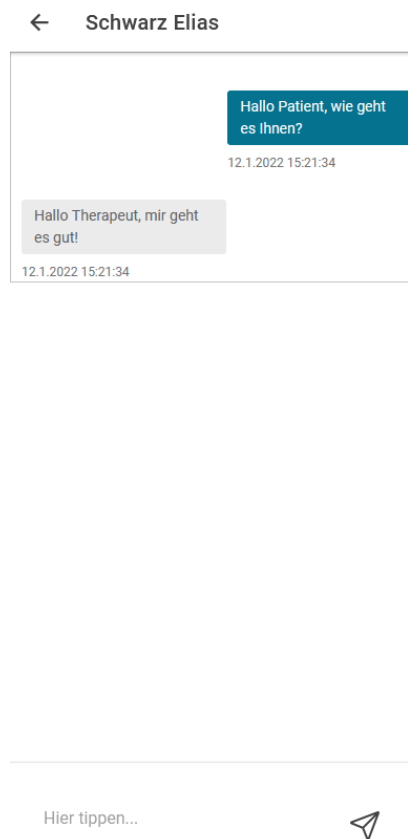 Schwarz Elias
Hallo Patient, wie geht
es Ihnen?
12.1.2022 15:21:34
Hallo Therapeut, mir geht
es gut!
12.1.2022 15:21:34
Hier tippen...